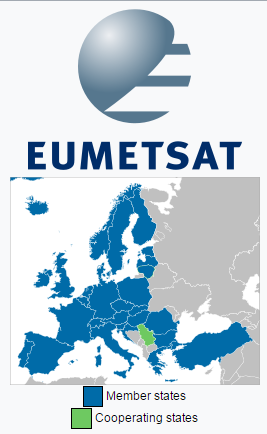 EUMETSAT
Member states
Cooperating states